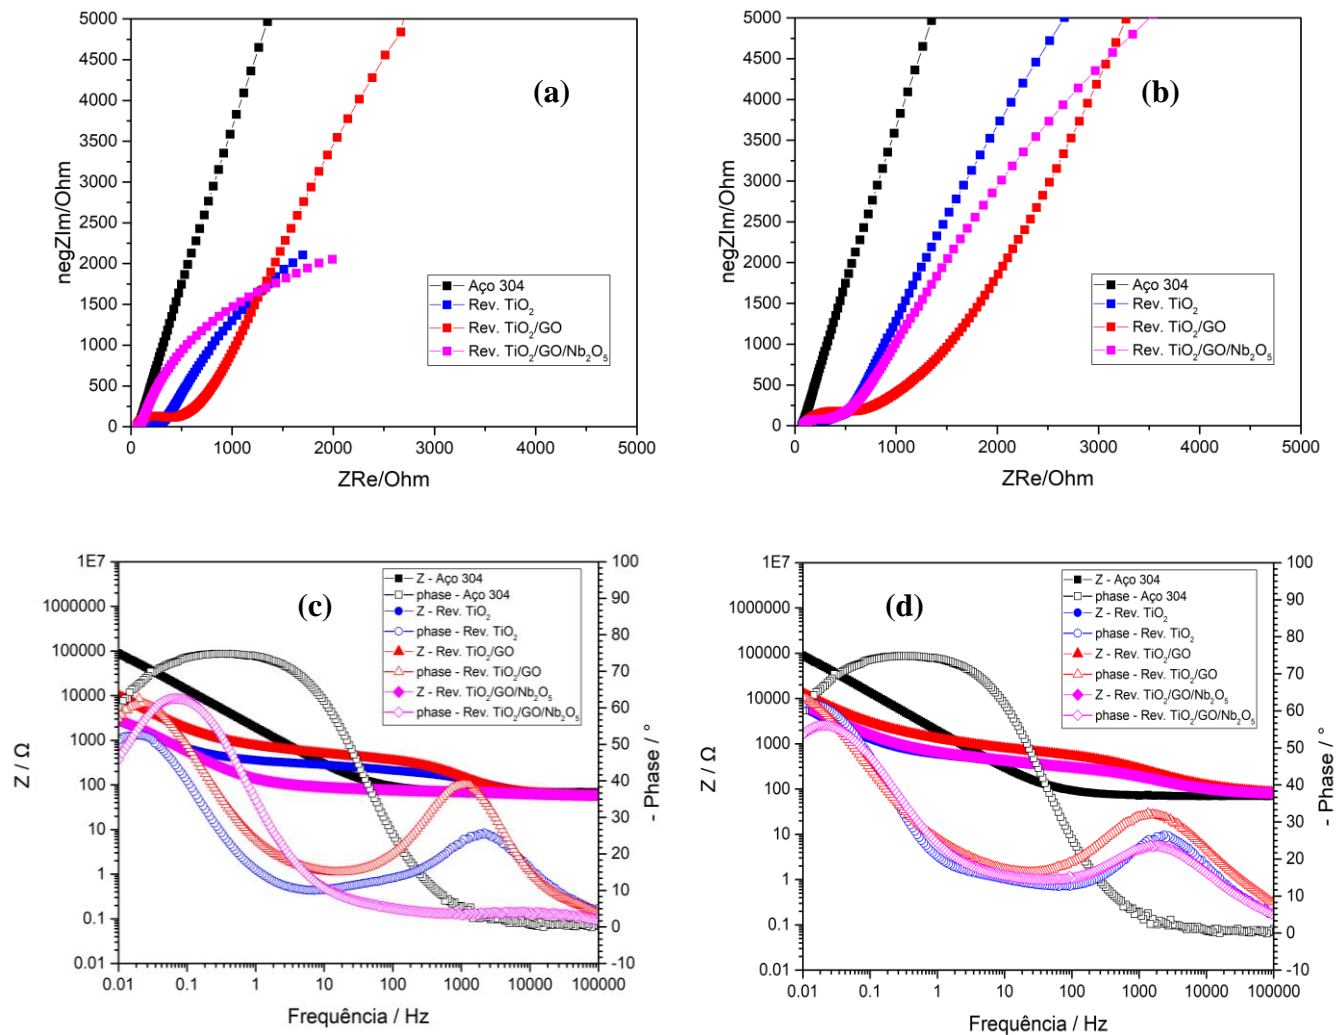 5000
4500
4000
3500
3000
2500
2000
1500
1000
500
0
negZIm/Ohm
(a)
Aço 304
Rev. TiO₂
Rev. TiO₂/GO
Rev. TiO₂/GO/Nb₂O₅
0 1000 2000 3000 4000 5000
ZRe/Ohm
5000
4500
4000
3500
3000
2500
2000
1500
1000
500
0
negZIm/Ohm
(b)
Aço 304
Rev. TiO₂
Rev. TiO₂/GO
Rev. TiO₂/GO/Nb₂O₅
0 1000 2000 3000 4000 5000
ZRe/Ohm
1E7
1000000
100000
10000
1000
100
10
1
0.1
0.01
Z / Ω
(c)
Z - Aço 304
phase - Aço 304
Z - Rev. TiO₂
phase - Rev. TiO₂
Z - Rev. TiO₂/GO
phase - Rev. TiO₂/GO
Z - Rev. TiO₂/GO/Nb₂O₅
phase - Rev. TiO₂/GO/Nb₂O₅
100
90
80
70
60
50
40
30
20
10
0
-10
- Phase / °
0.01 0.1 1 10 100 1000 10000 100000
Frequência / Hz
1E7
1000000
100000
10000
1000
100
10
1
0.1
0.01
Z / Ω
(d)
Z - Aço 304
phase - Aço 304
Z - Rev. TiO₂
phase - Rev. TiO₂
Z - Rev. TiO₂/GO
phase - Rev. TiO₂/GO
Z - Rev. TiO₂/GO/Nb₂O₅
phase - Rev. TiO₂/GO/Nb₂O₅
100
90
80
70
60
50
40
30
20
10
0
-10
- Phase / °
0.01 0.1 1 10 100 1000 10000 100000
Frequência / Hz